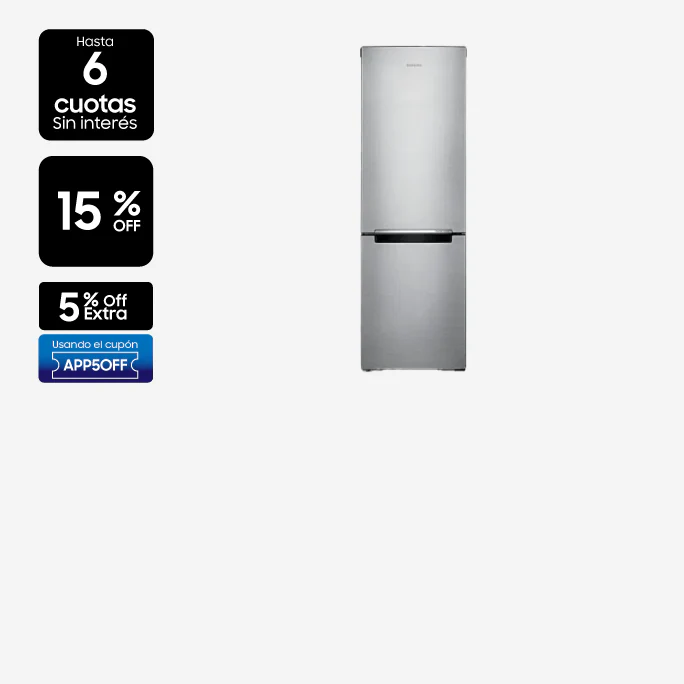 Hasta
6
cuotas
Sin interés
15 % OFF
5 % Off Extra
Usando el cupón
APP5OFF